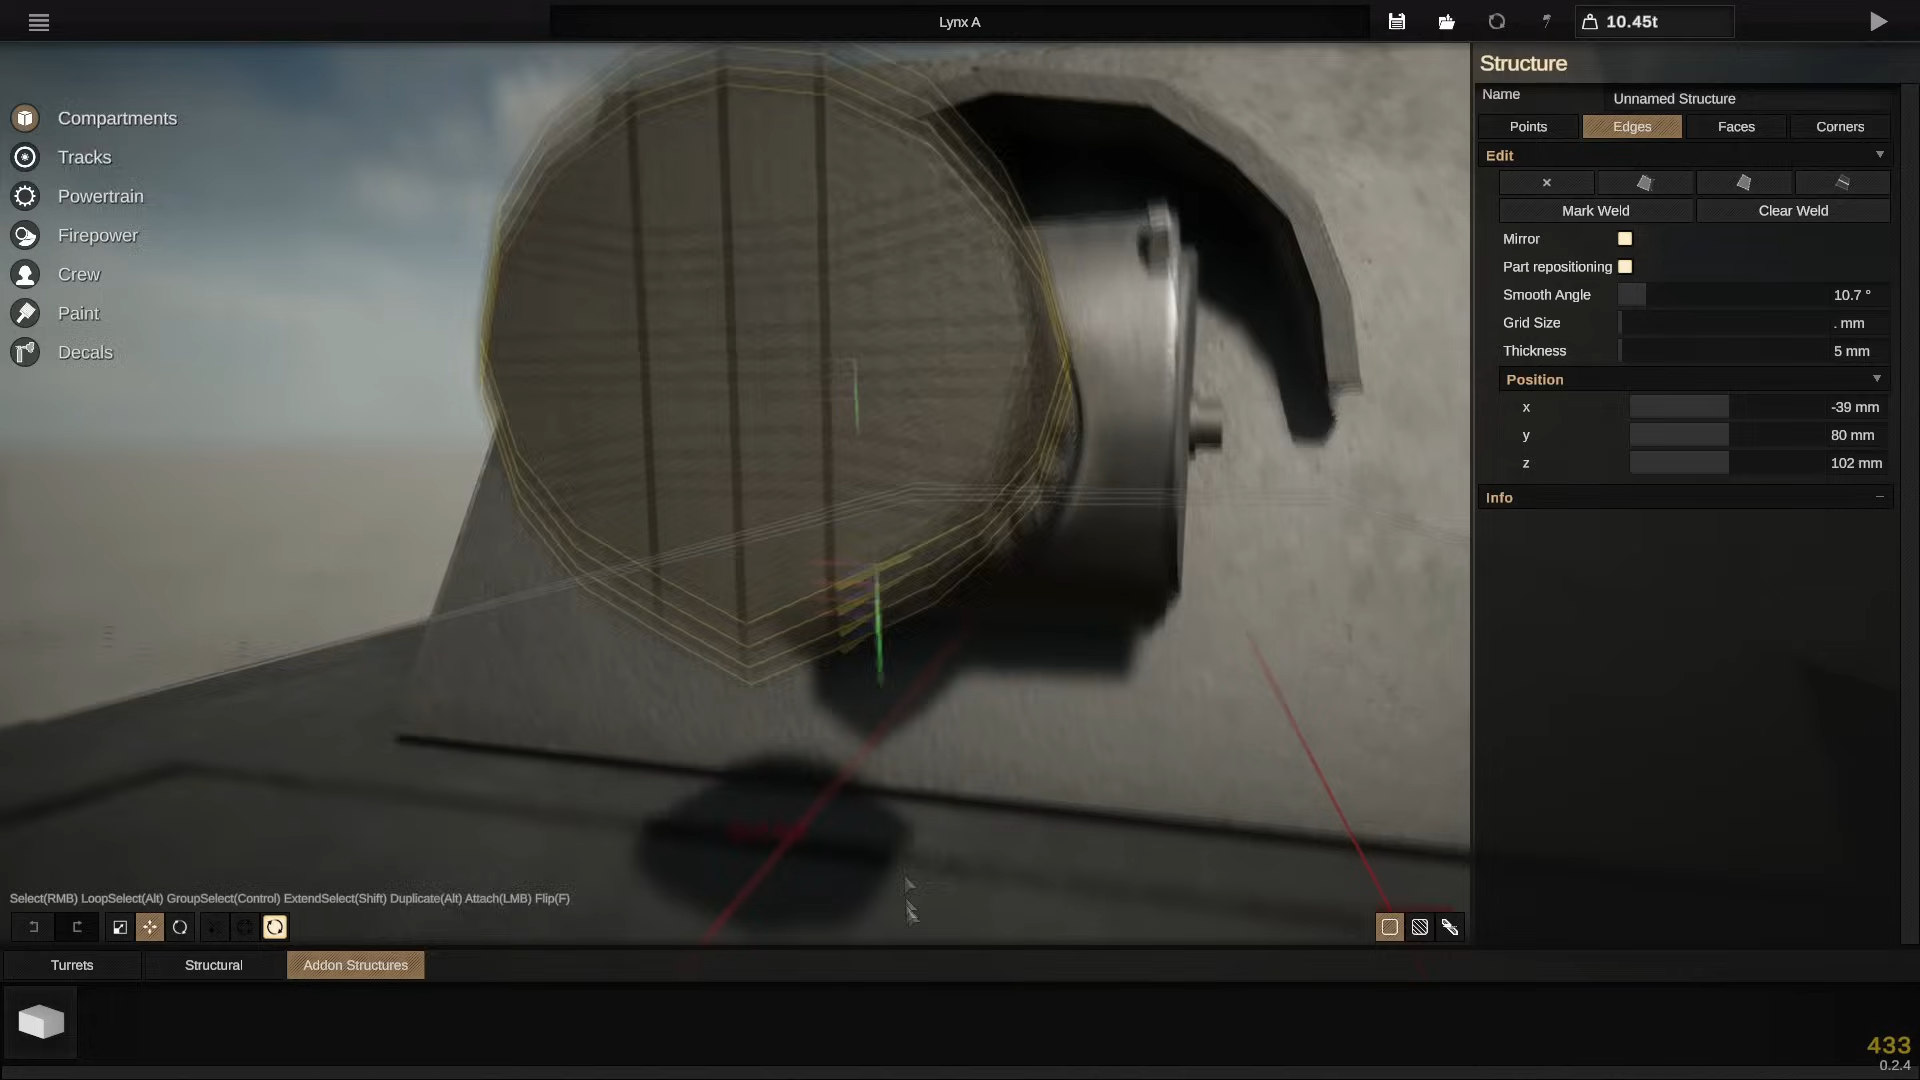 Lynx A
10.45t
Structure
Name
Unnamed Structure
Points
Edges
Faces
Corners
Edit
Mark Weld
Clear Weld
Mirror
Part repositioning
Smooth Angle
10.7 °
Grid Size
. mm
Thickness
5 mm
Position
x
-39 mm
y
80 mm
z
102 mm
Info
Compartments
Tracks
Powertrain
Firepower
Crew
Paint
Decals
Select(RMB) LoopSelect(Alt) GroupSelect(Control) ExtendSelect(Shift) Duplicate(Alt) Attach(LMB) Flip(F)
Turrets
Structural
Addon Structures
433
0.2.4